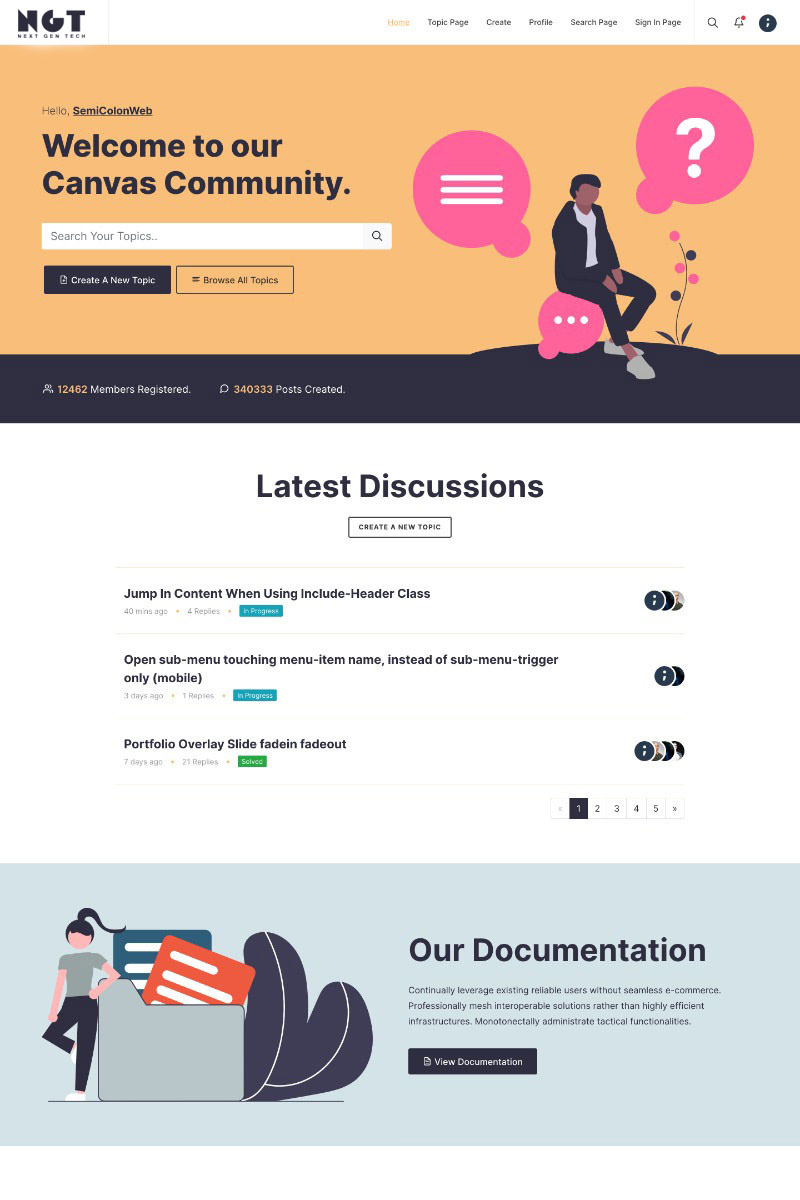 NGT
NEXT GEN TECH
Home Topic Page Create Profile Search Page Sign In Page
Hello, SemiColonWeb
Welcome to our
Canvas Community.
?
Search Your Topics..
Create A New Topic Browse All Topics
12462 Members Registered. 340333 Posts Created.
Latest Discussions
CREATE A NEW TOPIC
Jump In Content When Using Include-Header Class
40 mins ago • 4 Replies • In Progress
Open sub-menu touching menu-item name, instead of sub-menu-trigger
only (mobile)
3 days ago • 1 Replies • In Progress
Portfolio Overlay Slide fadein fadeout
7 days ago • 21 Replies • Solved
« 1 2 3 4 5 »
Our Documentation
Continually leverage existing reliable users without seamless e-commerce.
Professionally mesh interoperable solutions rather than highly efficient
infrastructures. Monotonectally administrate tactical functionalities.
View Documentation